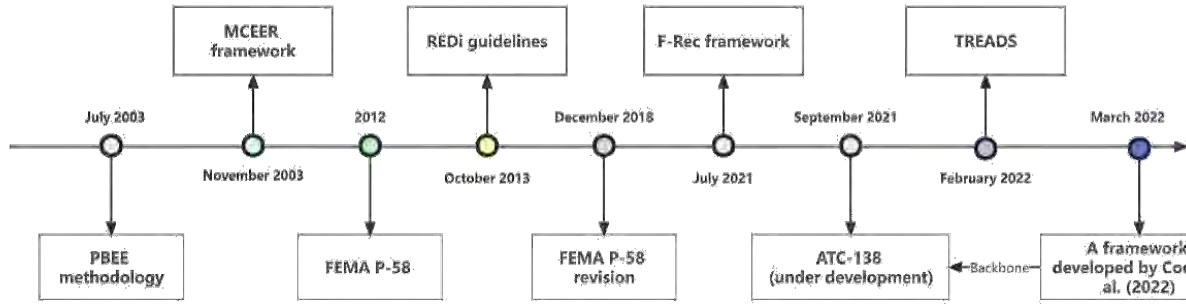 MCEER
framework
REDi guidelines
F-Rec framework
TREADS
July 2003
2012
December 2018
September 2021
March 2022
November 2003
October 2013
July 2021
February 2022
PBEE
methodology
FEMA P-58
FEMA P-58
revision
ATC-138
(under development)
Backbone
A framework
developed by
al. (2022)